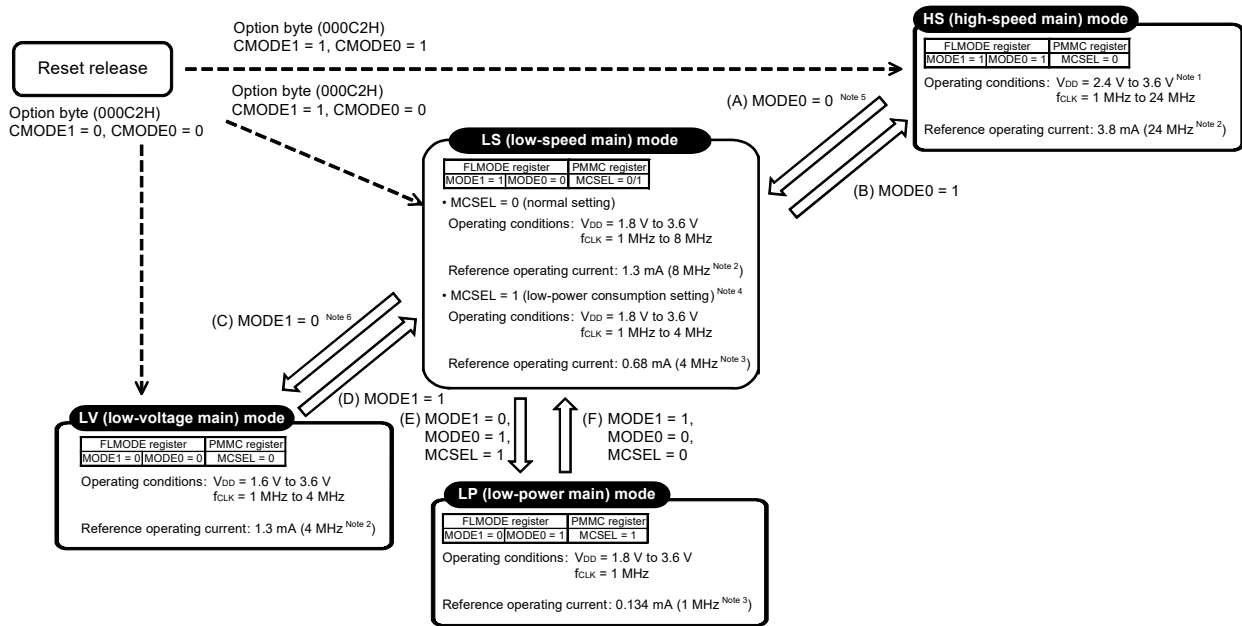 Option byte (000C2H)
CMODE1 = 1, CMODE0 = 1
Reset release
Option byte (000C2H)
CMODE1 = 0, CMODE0 = 0
Option byte (000C2H)
CMODE1 = 1, CMODE0 = 0
HS (high-speed main) mode
FLMODE register PMMC register
MODE1 = 1 MODE0 = 1 MCSEL = 0
Operating conditions: VDD = 2.4 V to 3.6 V Note 1
fCLK = 1 MHz to 24 MHz
Reference operating current: 3.8 mA (24 MHz Note 2)
(A) MODE0 = 0 Note 5
(B) MODE0 = 1
LS (low-speed main) mode
FLMODE register PMMC register
MODE1 = 1 MODE0 = 0 MCSEL = 0/1
• MCSEL = 0 (normal setting)
Operating conditions: VDD = 1.8 V to 3.6 V
fCLK = 1 MHz to 8 MHz
Reference operating current: 1.3 mA (8 MHz Note 2)
• MCSEL = 1 (low-power consumption setting) Note 4
Operating conditions: VDD = 1.8 V to 3.6 V
fCLK = 1 MHz to 4 MHz
Reference operating current: 0.68 mA (4 MHz Note 3)
(C) MODE1 = 0 Note 6
(D) MODE1 = 1
LV (low-voltage main) mode
FLMODE register PMMC register
MODE1 = 0 MODE0 = 0 MCSEL = 0
Operating conditions: VDD = 1.6 V to 3.6 V
fCLK = 1 MHz to 4 MHz
Reference operating current: 1.3 mA (4 MHz Note 2)
(E) MODE1 = 0,
MODE0 = 1,
MCSEL = 1
(F) MODE1 = 1,
MODE0 = 0,
MCSEL = 0
LP (low-power main) mode
FLMODE register PMMC register
MODE1 = 0 MODE0 = 1 MCSEL = 1
Operating conditions: VDD = 1.8 V to 3.6 V
fCLK = 1 MHz
Reference operating current: 0.134 mA (1 MHz Note 3)